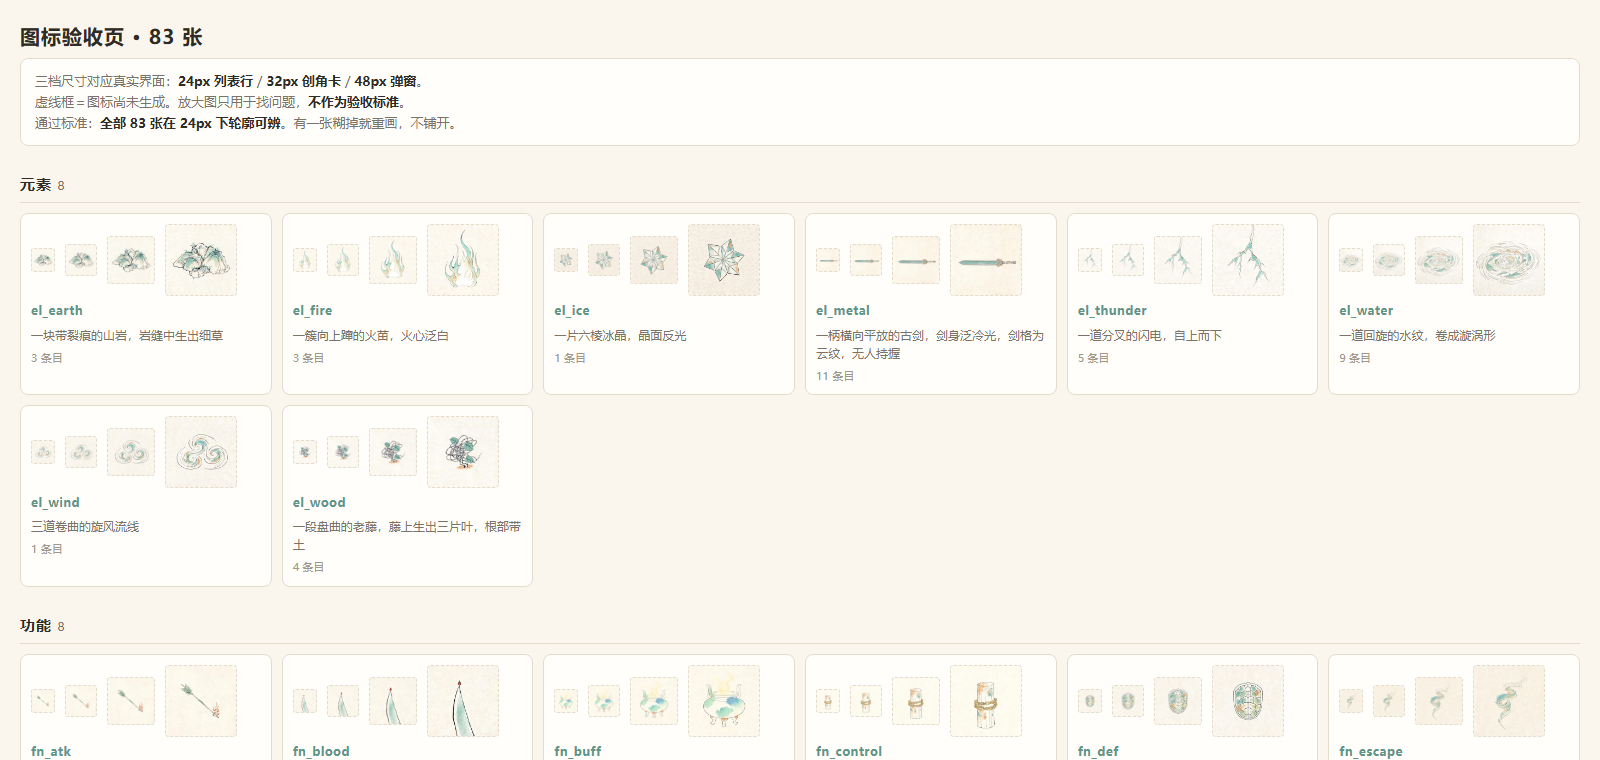 图标验收页 • 83 张
三档尺寸对应真实界面：24px 列表行 / 32px 创角卡 / 48px 弹窗。
虚线框 = 图标尚未生成。放大图只用于找问题，不作为验收标准。
通过标准：全部 83 张在 24px 下轮廓可辨。有一张糊掉就重画，不铺开。
元素 8
el_earth
一块带裂痕的山岩，岩缝中生出细草
3 条目
el_fire
一簇向上蹿的火苗，火心泛白
3 条目
el_ice
一片六棱冰晶，晶面反光
1 条目
el_metal
一柄横向平放的古剑，剑身泛冷光，剑格为
云纹，无人持握
11 条目
el_thunder
一道分叉的闪电，自上而下
5 条目
el_water
一道回旋的水纹，卷成漩涡形
9 条目
el_wind
三道卷曲的旋风流线
1 条目
el_wood
一段盘曲的老藤，藤上生出三片叶，根部带
土
4 条目
功能 8
fn_atk
fn_blood
fn_buff
fn_control
fn_def
fn_escape